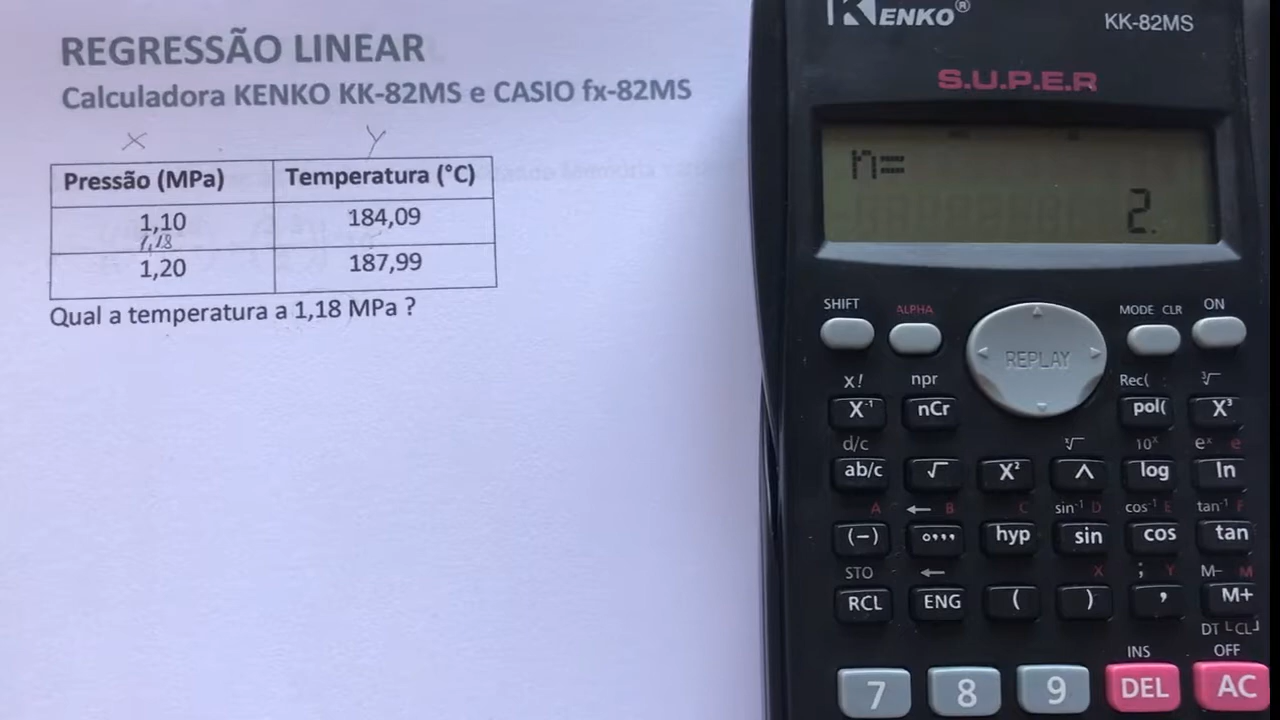 REGRESSÃO LINEAR
Calculadora KENKO KK-82MS e CASIO fx-82MS
X Y
Pressão (MPa) Temperatura (°C)
1,10 184,09
1,18
1,20 187,99
Qual a temperatura a 1,18 MPa ?
KENKO® KK-82MS
S.U.P.E.R
n=
2.
SHIFT ALPHA MODE CLR ON
REPLAY
x! npr Rec( : ³√
X⁻¹ nCr pol( X³
d/c ˣ√ 10ˣ eˣ e
ab/c √ X² ^ log ln
A ← B C sin⁻¹ D cos⁻¹ E tan⁻¹ F
(−) °,,, hyp sin cos tan
STO ← X ; Y M- M
RCL ENG ( ) , M+
DT CL
INS OFF
7 8 9 DEL AC